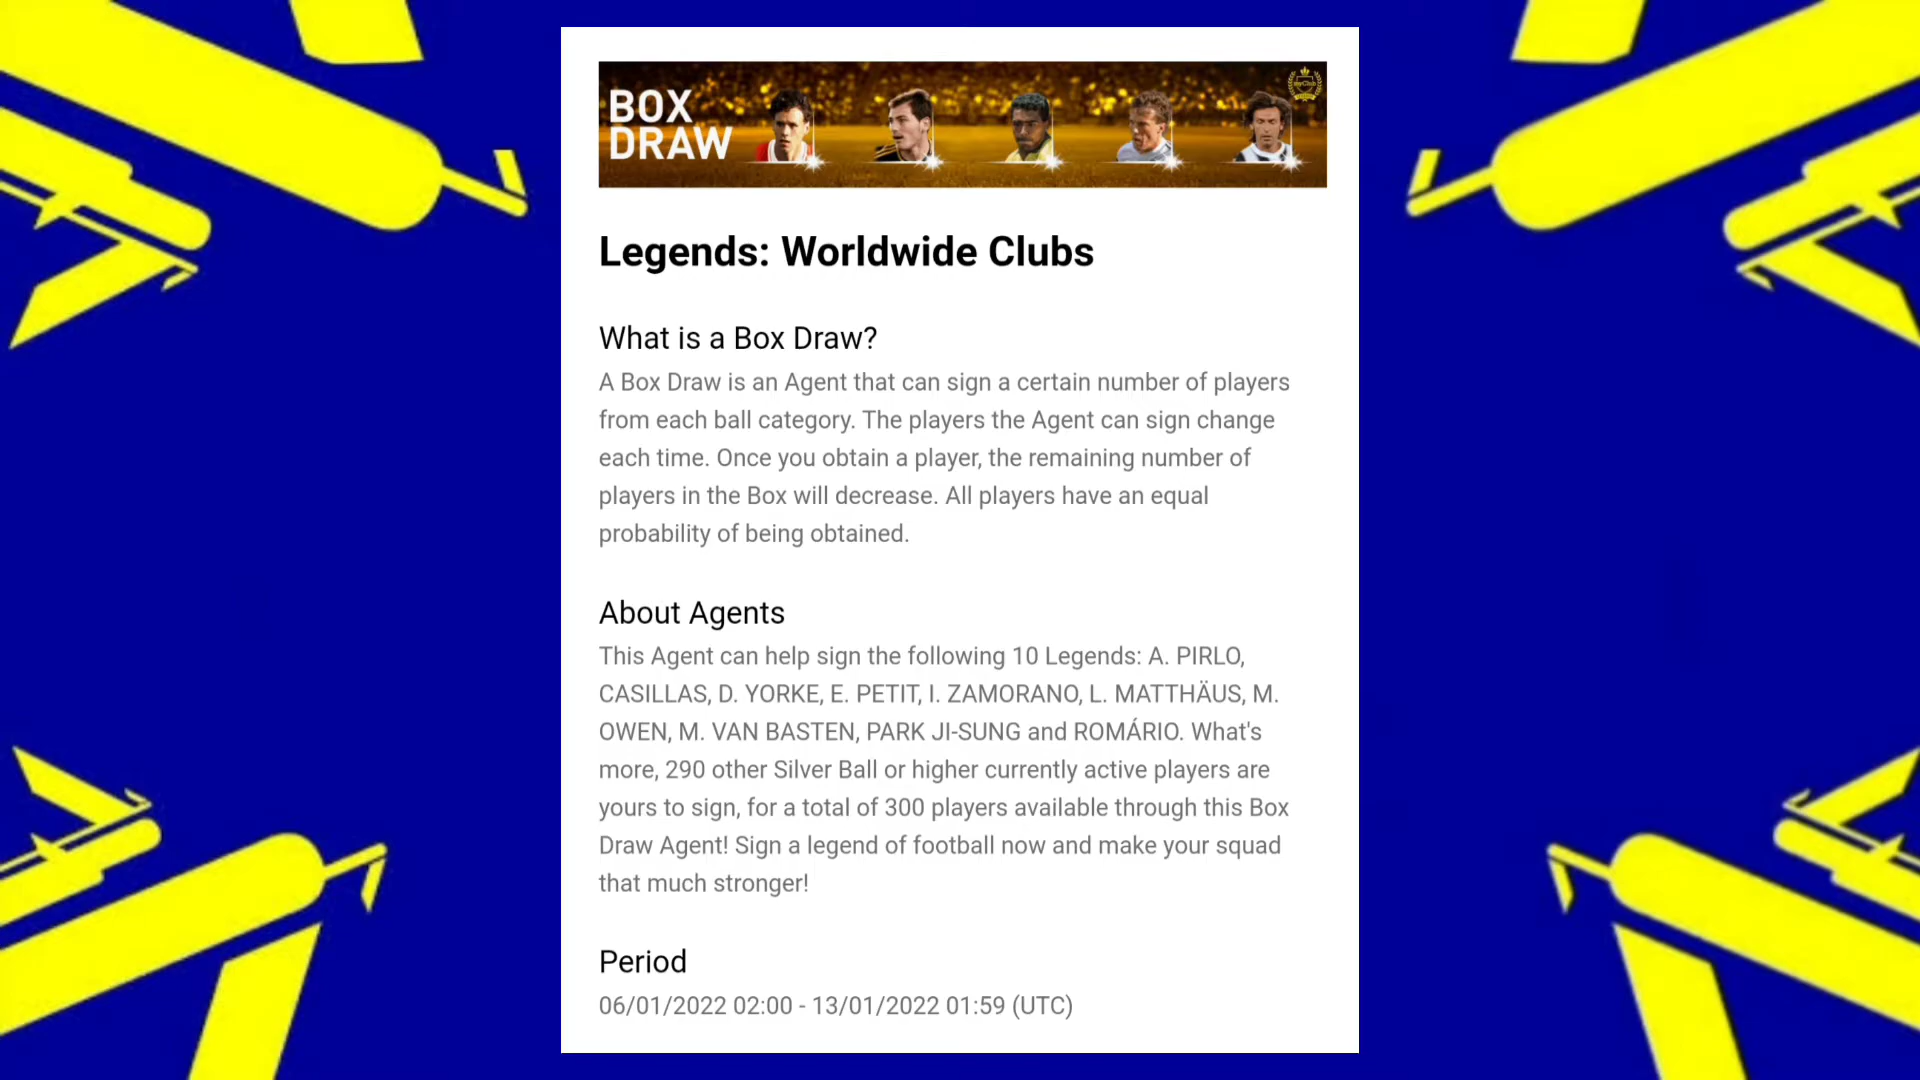 BOX
DRAW
myClub
Legends: Worldwide Clubs
What is a Box Draw?
A Box Draw is an Agent that can sign a certain number of players
from each ball category. The players the Agent can sign change
each time. Once you obtain a player, the remaining number of
players in the Box will decrease. All players have an equal
probability of being obtained.
About Agents
This Agent can help sign the following 10 Legends: A. PIRLO,
CASILLAS, D. YORKE, E. PETIT, I. ZAMORANO, L. MATTHÄUS, M.
OWEN, M. VAN BASTEN, PARK JI-SUNG and ROMÁRIO. What's
more, 290 other Silver Ball or higher currently active players are
yours to sign, for a total of 300 players available through this Box
Draw Agent! Sign a legend of football now and make your squad
that much stronger!
Period
06/01/2022 02:00 - 13/01/2022 01:59 (UTC)